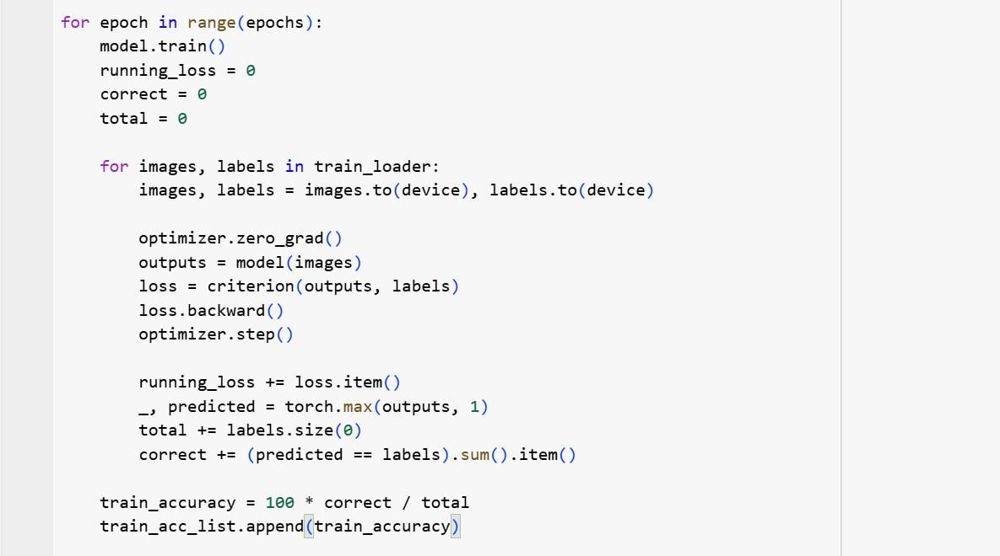 for epoch in range(epochs):
    model.train()
    running_loss = 0
    correct = 0
    total = 0

    for images, labels in train_loader:
        images, labels = images.to(device), labels.to(device)

        optimizer.zero_grad()
        outputs = model(images)
        loss = criterion(outputs, labels)
        loss.backward()
        optimizer.step()

        running_loss += loss.item()
        _, predicted = torch.max(outputs, 1)
        total += labels.size(0)
        correct += (predicted == labels).sum().item()

    train_accuracy = 100 * correct / total
    train_acc_list.append(train_accuracy)